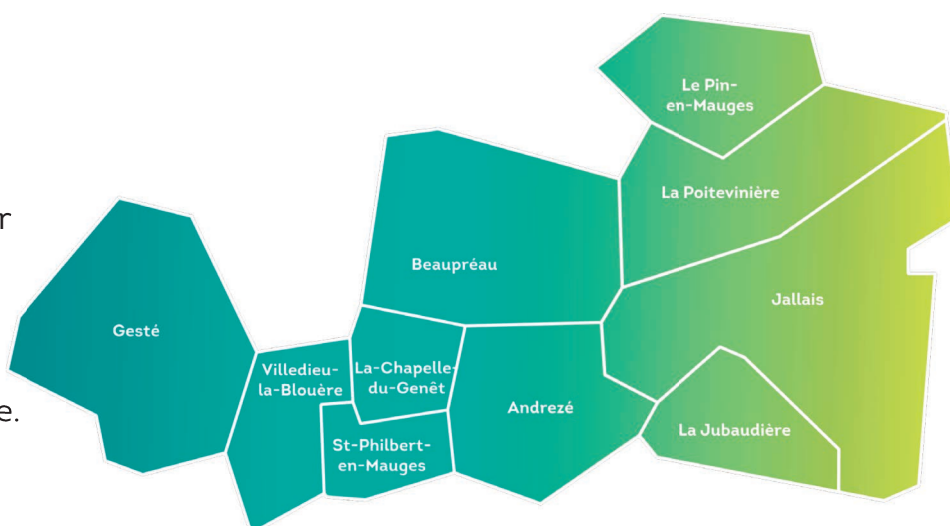 Le Pin-
en-Mauges
La Poitevinière
r
Beaupréau
Jallais
Gesté
Villedieu-
la-Blouère
La-Chapelle-
du-Genêt
Andrezé
e.
La Jubaudière
St-Philbert-
en-Mauges